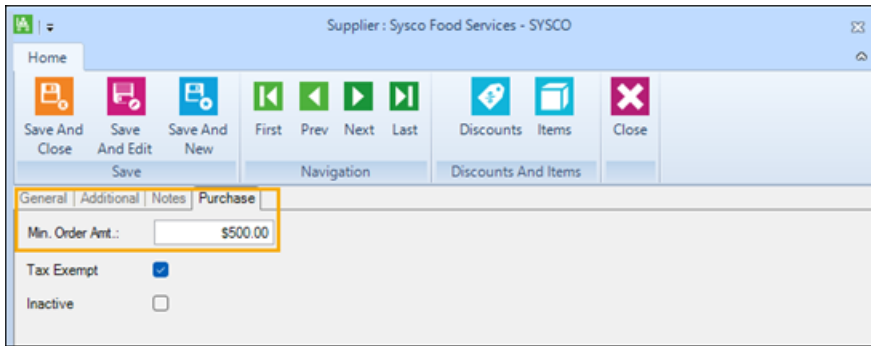 Supplier : Sysco Food Services - SYSCO
Home
Save And Close
Save And Edit
Save And New
First
Prev
Next
Last
Discounts
Items
Close
Save
Navigation
Discounts And Items
General
Additional
Notes
Purchase
Min. Order Amt.:
$500.00
Tax Exempt
Inactive